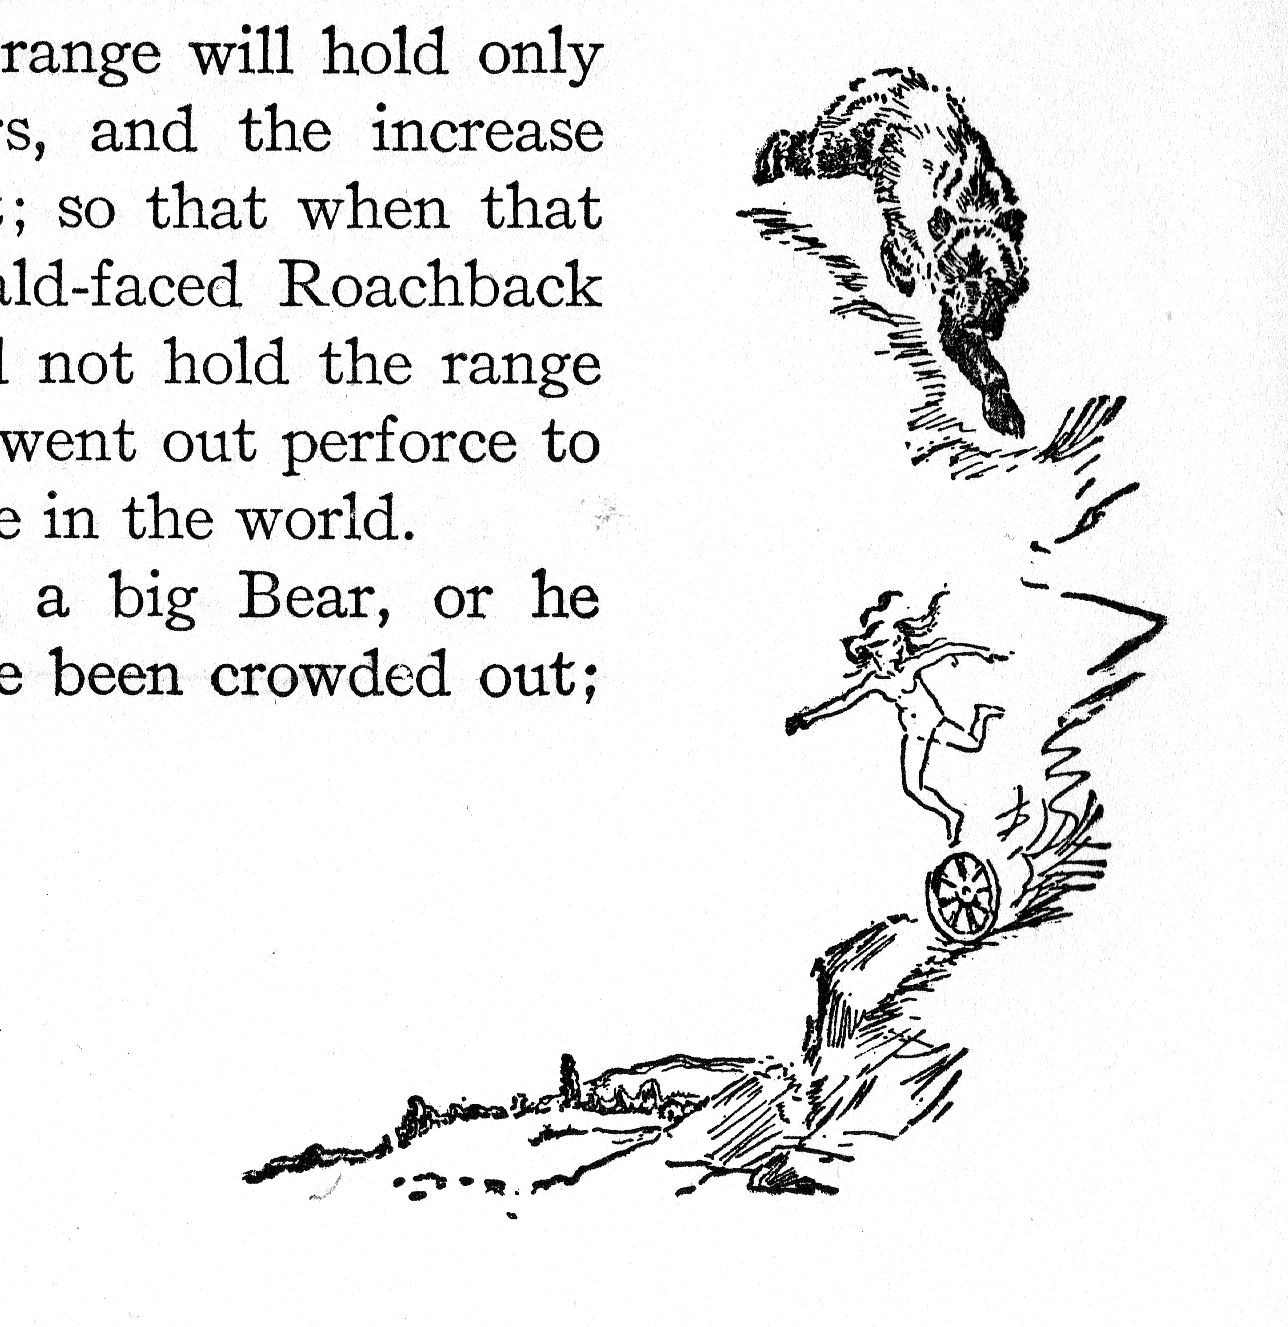 range will hold only
s, and the increase
; so that when that
ld-faced Roachback
not hold the range
went out perforce to
e in the world.
a big Bear, or he
e been crowded out;